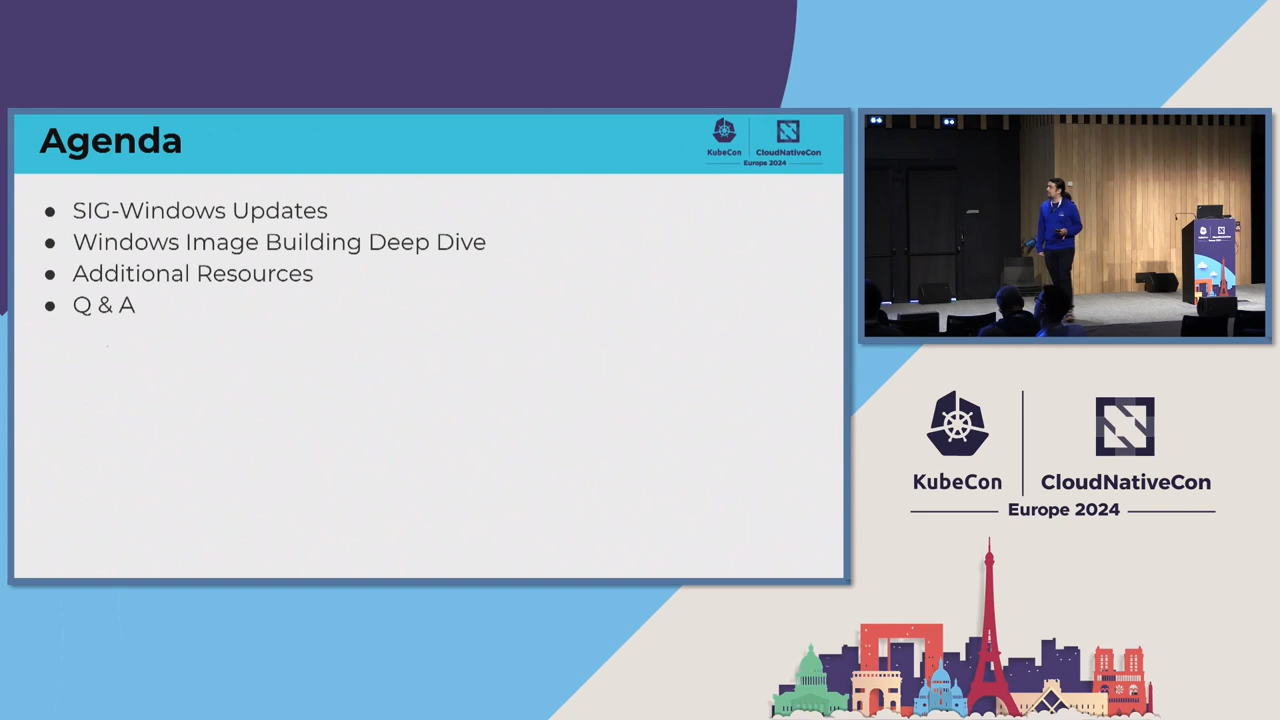 Agenda
KubeCon
CloudNativeCon
Europe 2024
SIG-Windows Updates
Windows Image Building Deep Dive
Additional Resources
Q & A
KubeCon
CloudNativeCon
Europe 2024